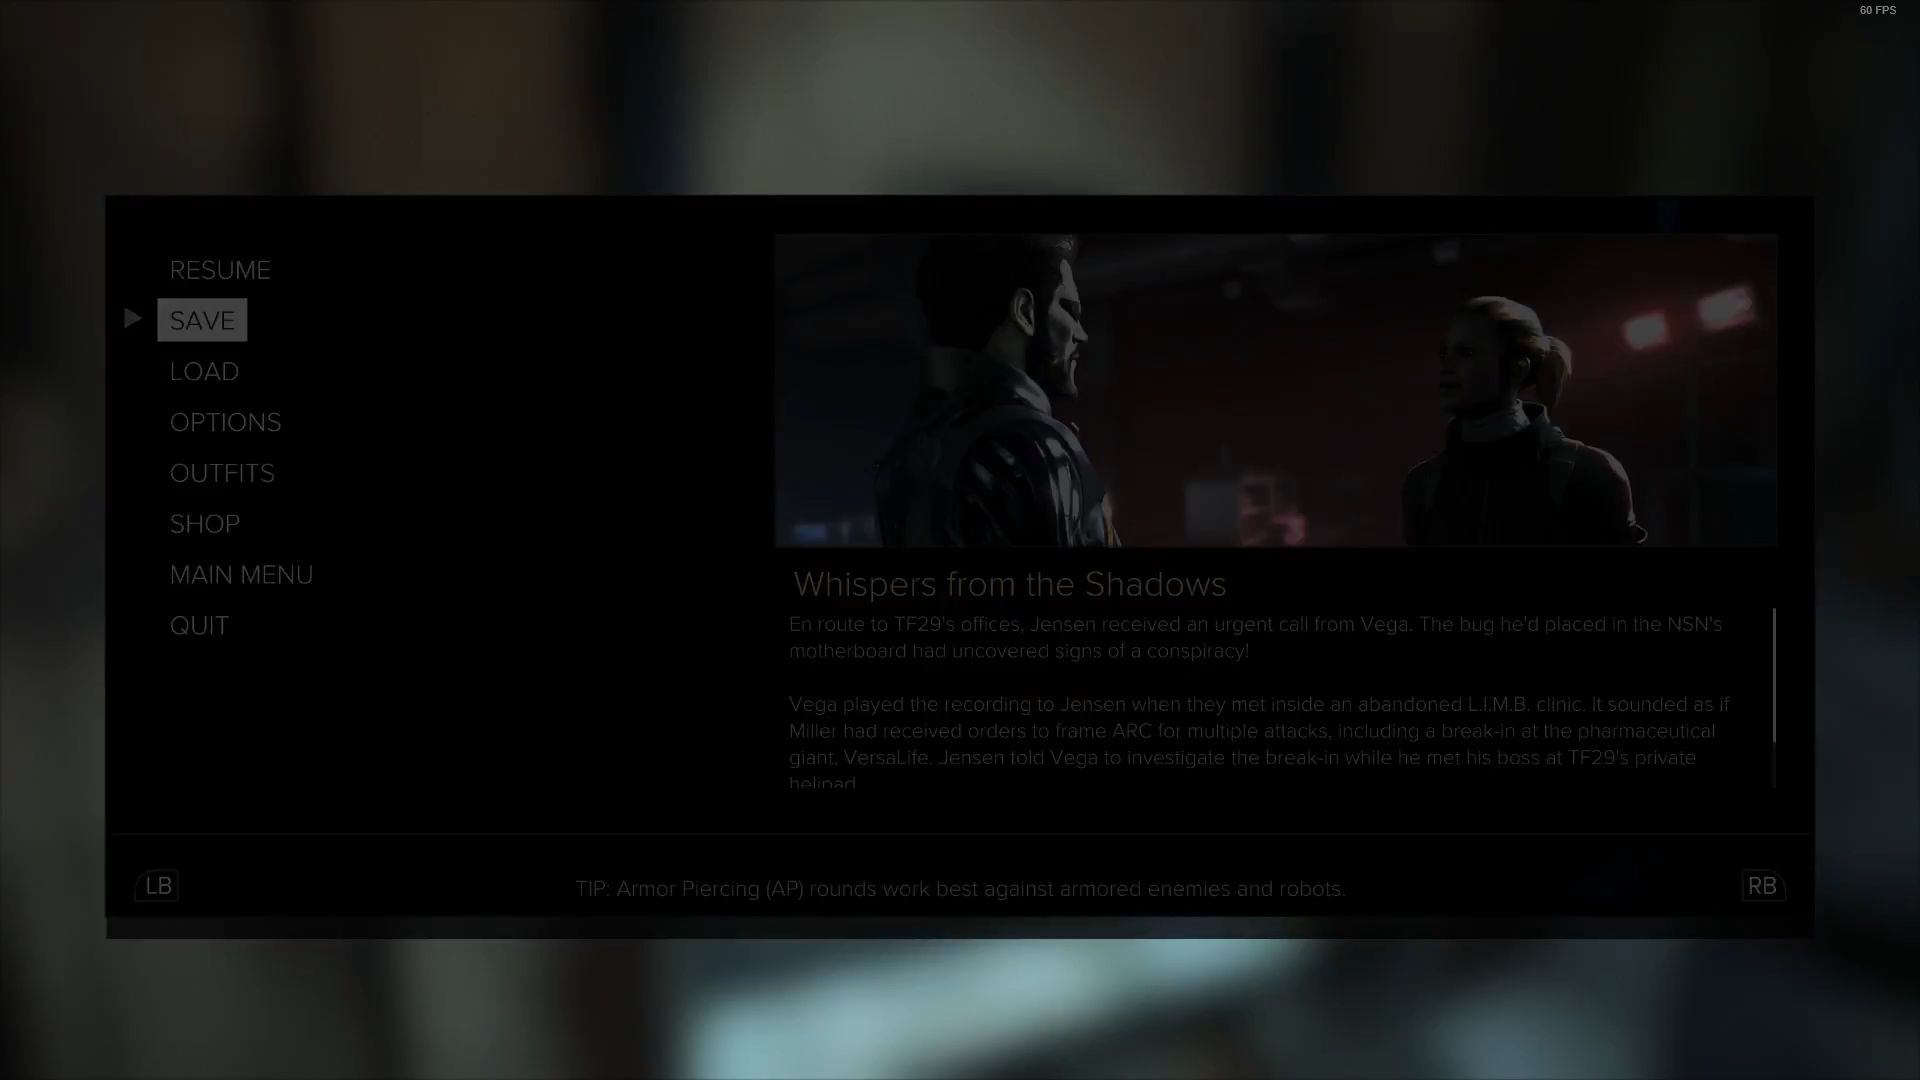 60 FPS
RESUME
SAVE
LOAD
OPTIONS
OUTFITS
SHOP
MAIN MENU
QUIT
Whispers from the Shadows
En route to TF29's offices, Jensen received an urgent call from Vega. The bug he'd placed in the NSN's
motherboard had uncovered signs of a conspiracy!
Vega played the recording to Jensen when they met inside an abandoned L.I.M.B. clinic. It sounded as if
Miller had received orders to frame ARC for multiple attacks, including a break-in at the pharmaceutical
giant, VersaLife. Jensen told Vega to investigate the break-in while he met his boss at TF29's private
helipad.
LB
TIP: Armor Piercing (AP) rounds work best against armored enemies and robots.
RB